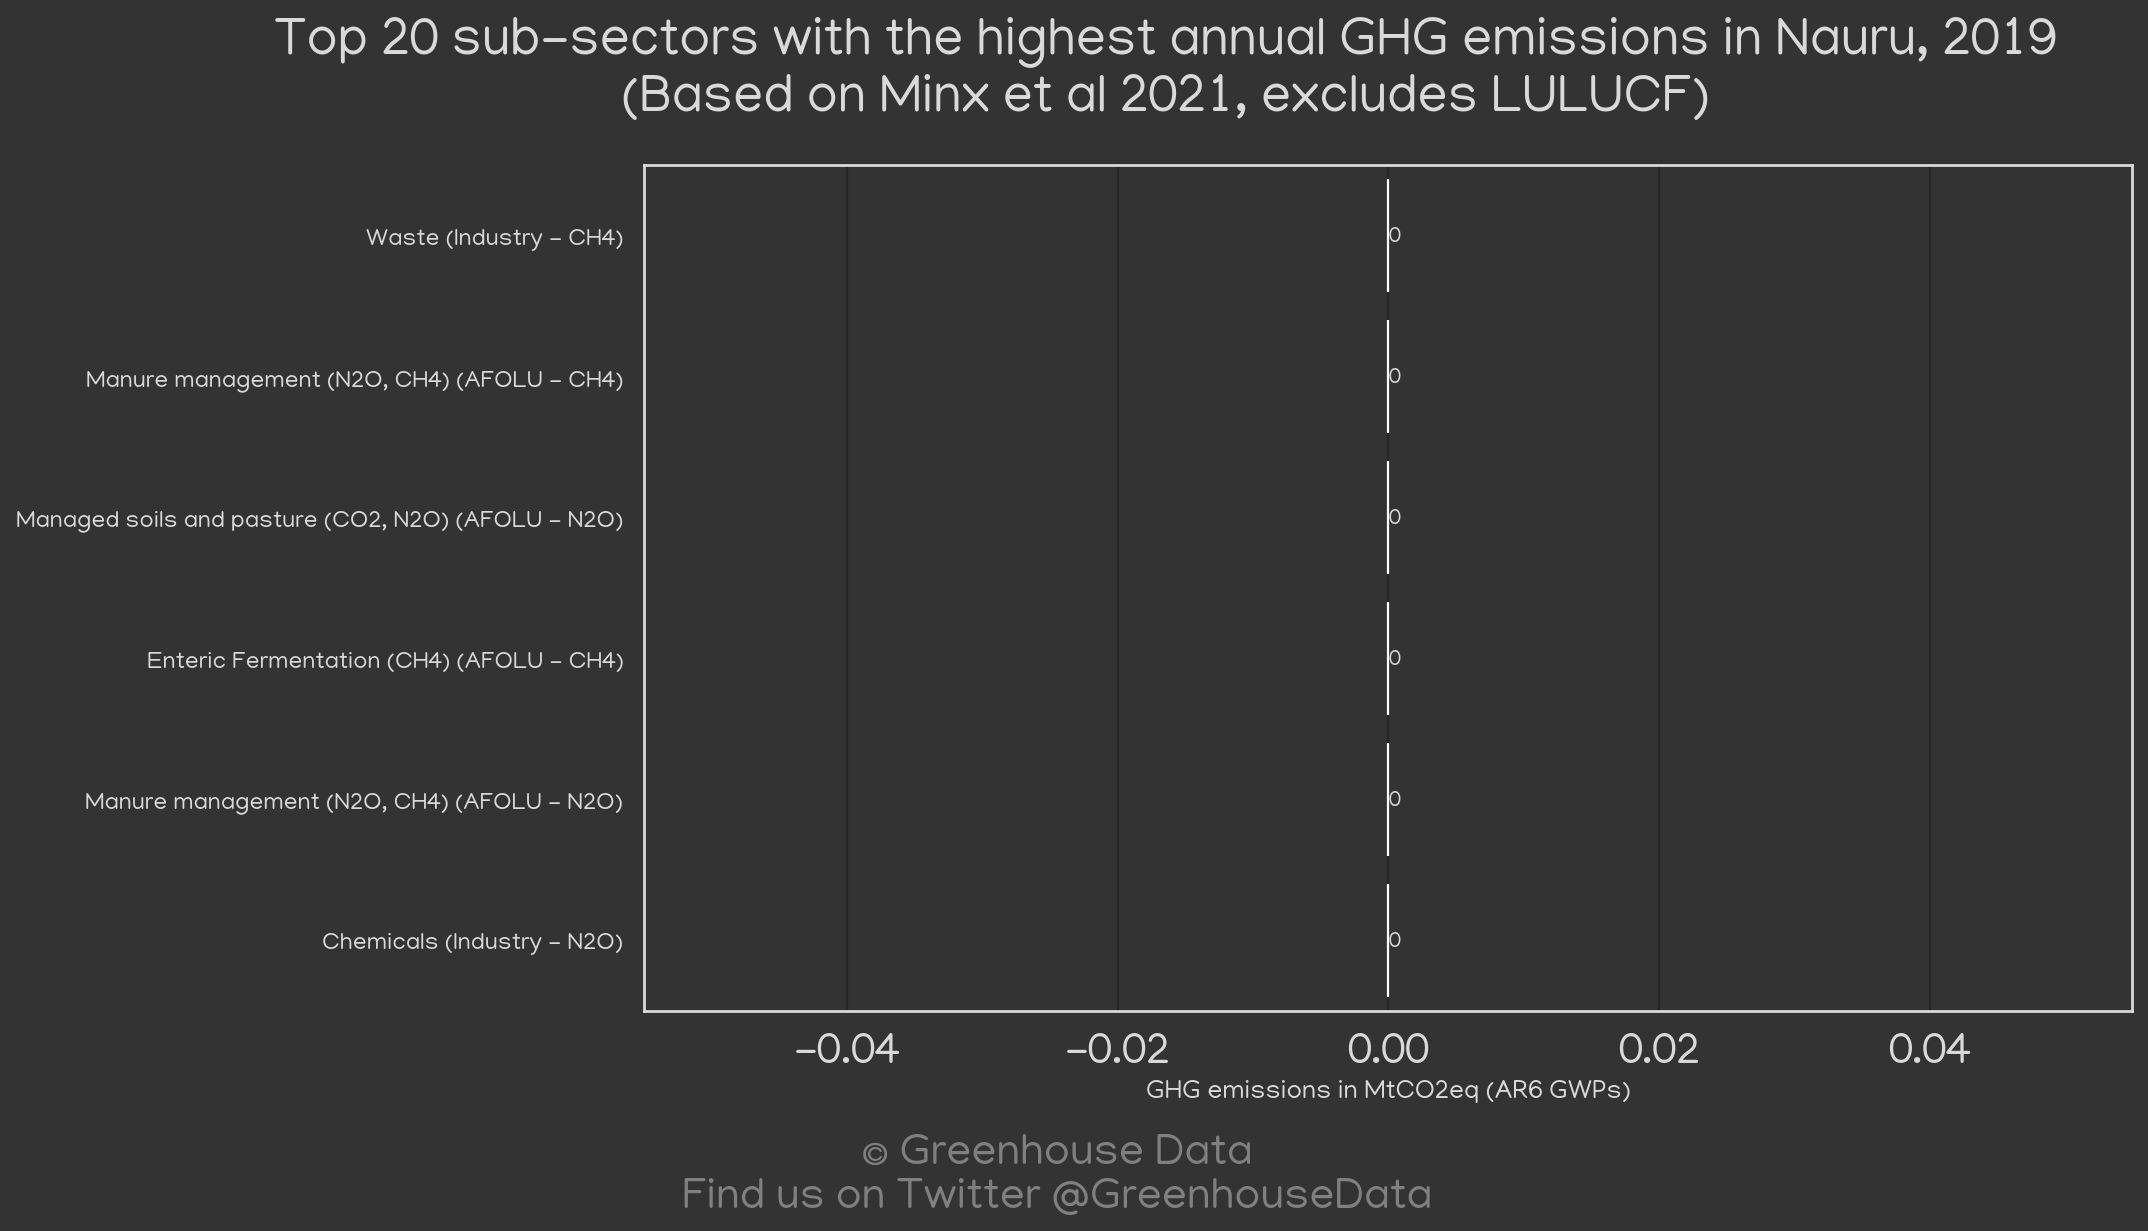 Top 20 sub-sectors with the highest annual GHG emissions in Nauru, 2019
(Based on Minx et al 2021, excludes LULUCF)
Waste (Industry - CH4)
0
Manure management (N2O, CH4) (AFOLU - CH4)
0
Managed soils and pasture (CO2, N2O) (AFOLU - N2O)
0
Enteric Fermentation (CH4) (AFOLU - CH4)
0
Manure management (N2O, CH4) (AFOLU - N2O)
0
Chemicals (Industry - N2O)
0
-0.04 -0.02 0.00 0.02 0.04
GHG emissions in MtCO2eq (AR6 GWPs)
© Greenhouse Data
Find us on Twitter @GreenhouseData